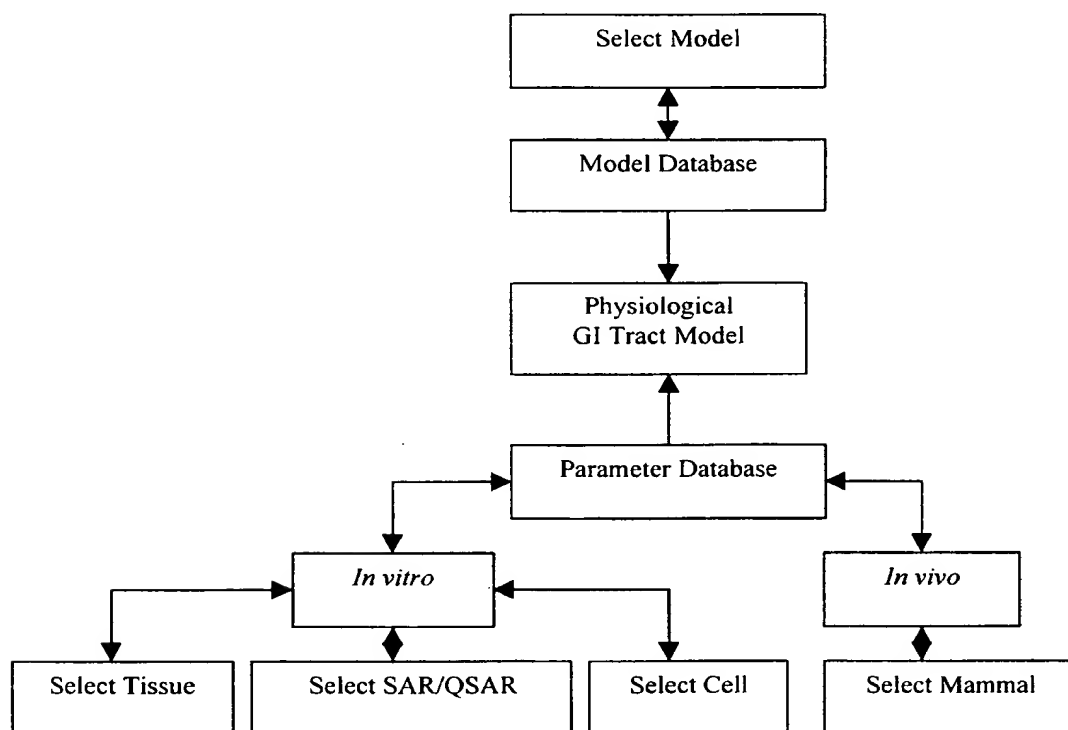 Select Model
Model Database
Physiological
GI Tract Model
Parameter Database
In vitro
In vivo
Select Tissue
Select SAR/QSAR
Select Cell
Select Mammal